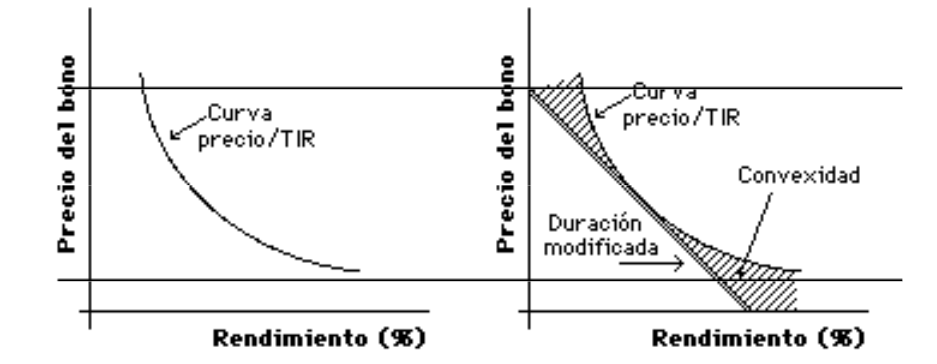 Precio del bono
Curva
precio/TIR
Rendimiento (%)
Precio del bono
Curva
precio/TIR
Convexidad
Duración
modificada
Rendimiento (%)